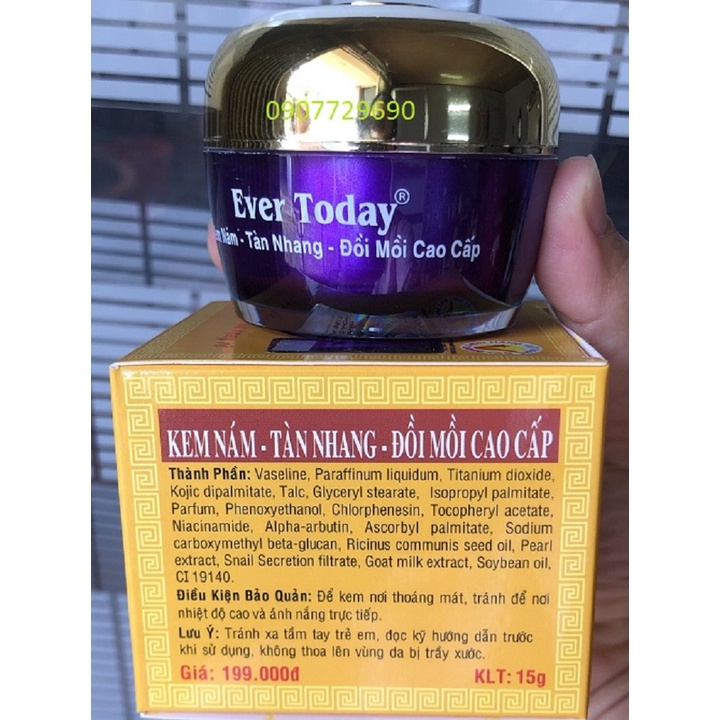 0907729690
Ever Today®
Nám - Tàn Nhang - Đồi Mồi Cao Cấp
KEM NÁM - TÀN NHANG - ĐỒI MỒI CAO CẤP
Thành Phần: Vaseline, Paraffinum liquidum, Titanium dioxide,
Kojic dipalmitate, Talc, Glyceryl stearate, Isopropyl palmitate,
Parfum, Phenoxyethanol, Chlorphenesin, Tocopheryl acetate,
Niacinamide, Alpha-arbutin, Ascorbyl palmitate, Sodium
carboxymethyl beta-glucan, Ricinus communis seed oil, Pearl
extract, Snail Secretion filtrate, Goat milk extract, Soybean oil,
CI 19140.
Điều Kiện Bảo Quản: Để kem nơi thoáng mát, tránh để nơi
nhiệt độ cao và ánh nắng trực tiếp.
Lưu Ý: Tránh xa tầm tay trẻ em, đọc kỹ hướng dẫn trước
khi sử dụng, không thoa lên vùng da bị trầy xước.
Giá: 199.000đ
KLT: 15g